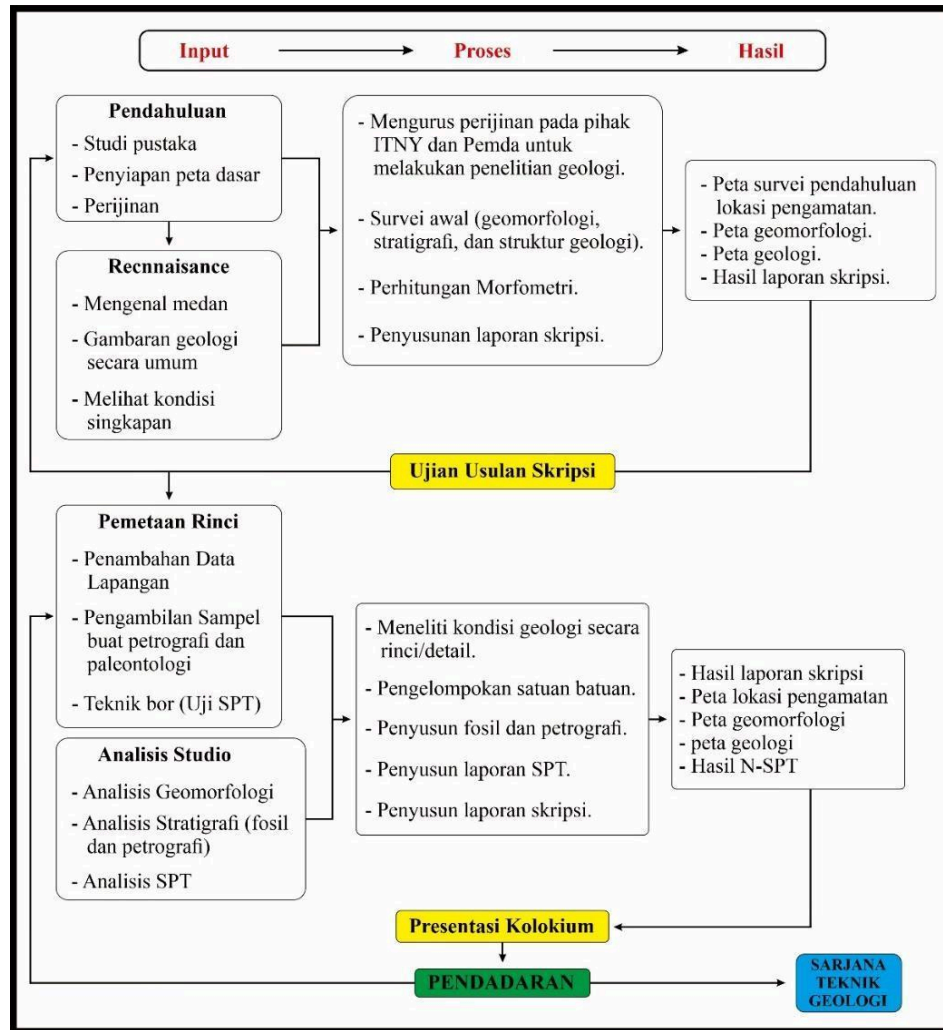 Input Proses Hasil
Pendahuluan
- Studi pustaka
- Penyiapan peta dasar
- Perijinan
Recnnaisance
- Mengenal medan
- Gambaran geologi
secara umum
- Melihat kondisi
singkapan
- Mengurus perijinan pada pihak
ITNY dan Pemda untuk
melakukan penelitian geologi.
- Survei awal (geomorfologi,
stratigrafi, dan struktur geologi).
- Perhitungan Morfometri.
- Penyusunan laporan skripsi.
- Peta survei pendahuluan
lokasi pengamatan.
- Peta geomorfologi.
- Peta geologi.
- Hasil laporan skripsi.
Ujian Usulan Skripsi
Pemetaan Rinci
- Penambahan Data
Lapangan
- Pengambilan Sampel
buat petrografi dan
paleontologi
- Teknik bor (Uji SPT)
Analisis Studio
- Analisis Geomorfologi
- Analisis Stratigrafi (fosil
dan petrografi)
- Analisis SPT
- Meneliti kondisi geologi secara
rinci/detail.
- Pengelompokan satuan batuan.
- Penyusun fosil dan petrografi.
- Penyusun laporan SPT.
- Penyusun laporan skripsi.
- Hasil laporan skripsi
- Peta lokasi pengamatan
- Peta geomorfologi
- peta geologi
- Hasil N-SPT
Presentasi Kolokium
PENDADARAN
SARJANA
TEKNIK
GEOLOGI